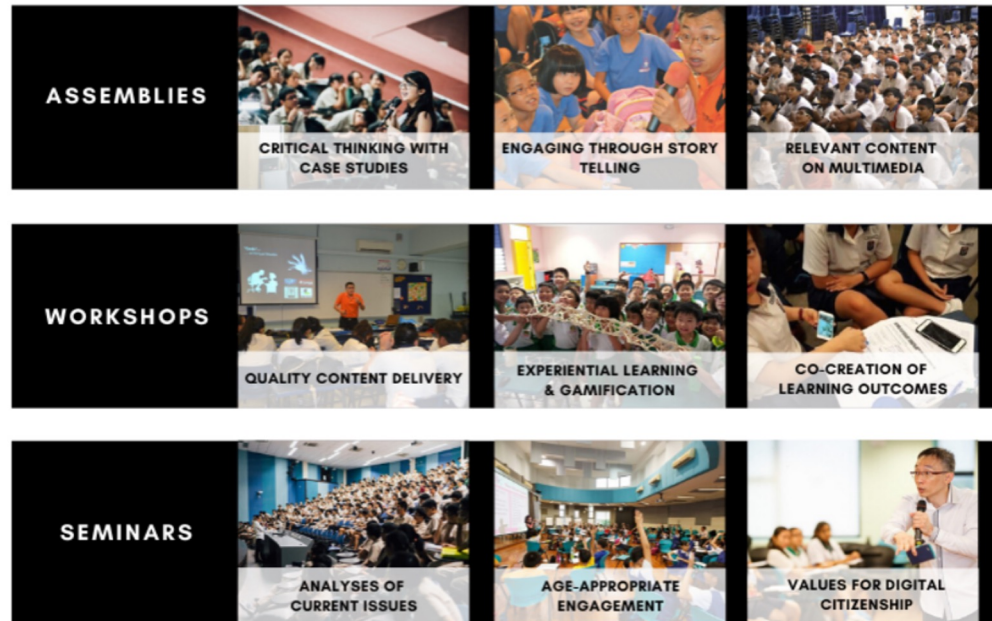 ASSEMBLIES
CRITICAL THINKING WITH
CASE STUDIES
ENGAGING THROUGH STORY
TELLING
RELEVANT CONTENT
ON MULTIMEDIA
WORKSHOPS
QUALITY CONTENT DELIVERY
EXPERIENTIAL LEARNING
& GAMIFICATION
CO-CREATION OF
LEARNING OUTCOMES
SEMINARS
ANALYSES OF
CURRENT ISSUES
AGE-APPROPRIATE
ENGAGEMENT
VALUES FOR DIGITAL
CITIZENSHIP